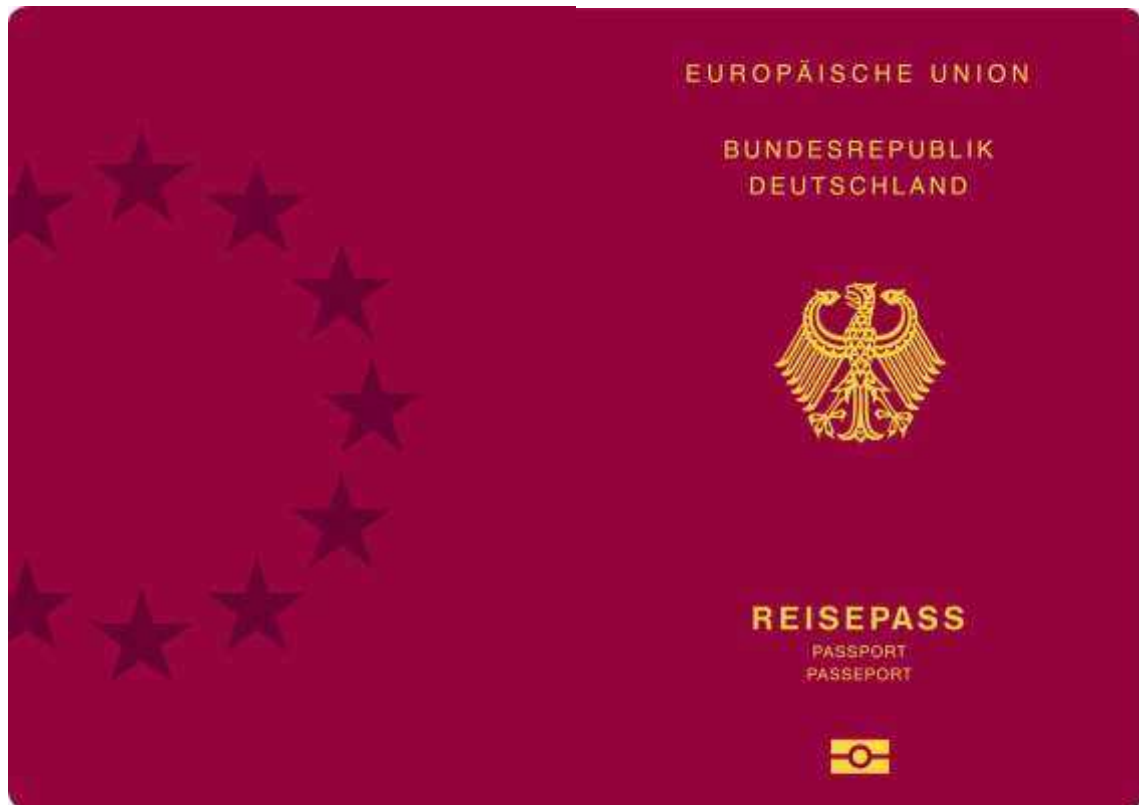 EUROPÄISCHE UNION
BUNDESREPUBLIK
DEUTSCHLAND
REISEPASS
PASSPORT
PASSEPORT